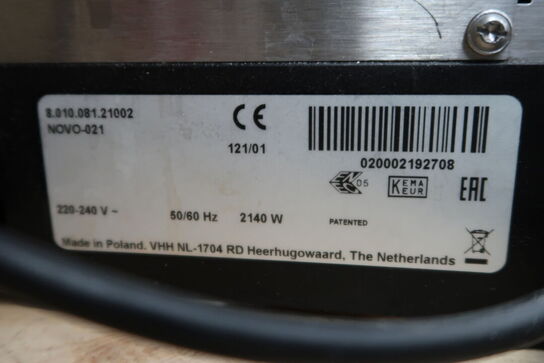 8.010.081.21002
NOVO-021
CE
121/01
020002192708
05
KEMA
KEUR
EAC
220-240 V ~ 50/60 Hz 2140 W PATENTED
Made in Poland. VHH NL-1704 RD Heerhugowaard, The Netherlands